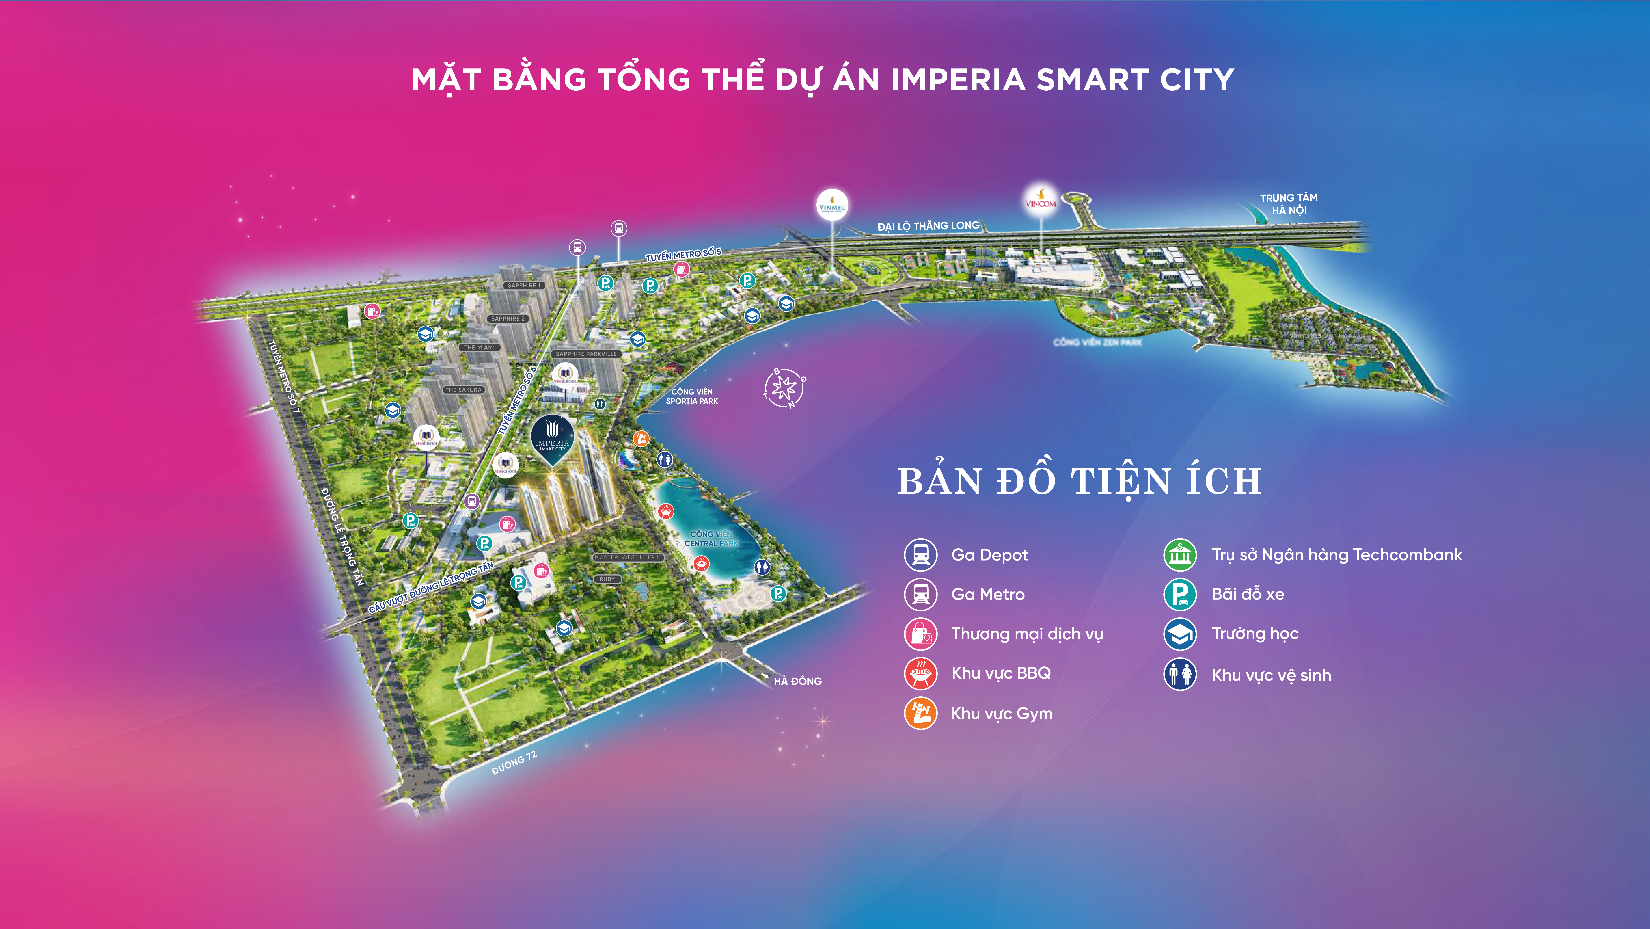 MẶT BẰNG TỔNG THỂ DỰ ÁN IMPERIA SMART CITY
TRUNG TÂM
HÀ NỘI
VINMEC
VINCOM
ĐẠI LỘ THĂNG LONG
TUYẾN METRO SỐ 5
SAPPHIRE 1
SAPPHIRE 2
THE MIAMI
SAPPHIRE PARKVILLE
THE SAKURA
TUYẾN METRO SỐ 7
TUYẾN METRO SỐ 6
CÔNG VIÊN ZEN PARK
CÔNG VIÊN
SPORTIA PARK
IMPERIA
SMART CITY
ĐƯỜNG LÊ TRỌNG TẤN
CÔNG VIÊN
CENTRAL PARK
MASTERI WEST HEIGHTS
RUBY
CẦU VƯỢT ĐƯỜNG LÊ TRỌNG TẤN
HÀ ĐÔNG
ĐƯỜNG 72
BẢN ĐỒ TIỆN ÍCH
Ga Depot
Ga Metro
Thương mại dịch vụ
Khu vực BBQ
Khu vực Gym
Trụ sở Ngân hàng Techcombank
Bãi đỗ xe
Trường học
Khu vực vệ sinh